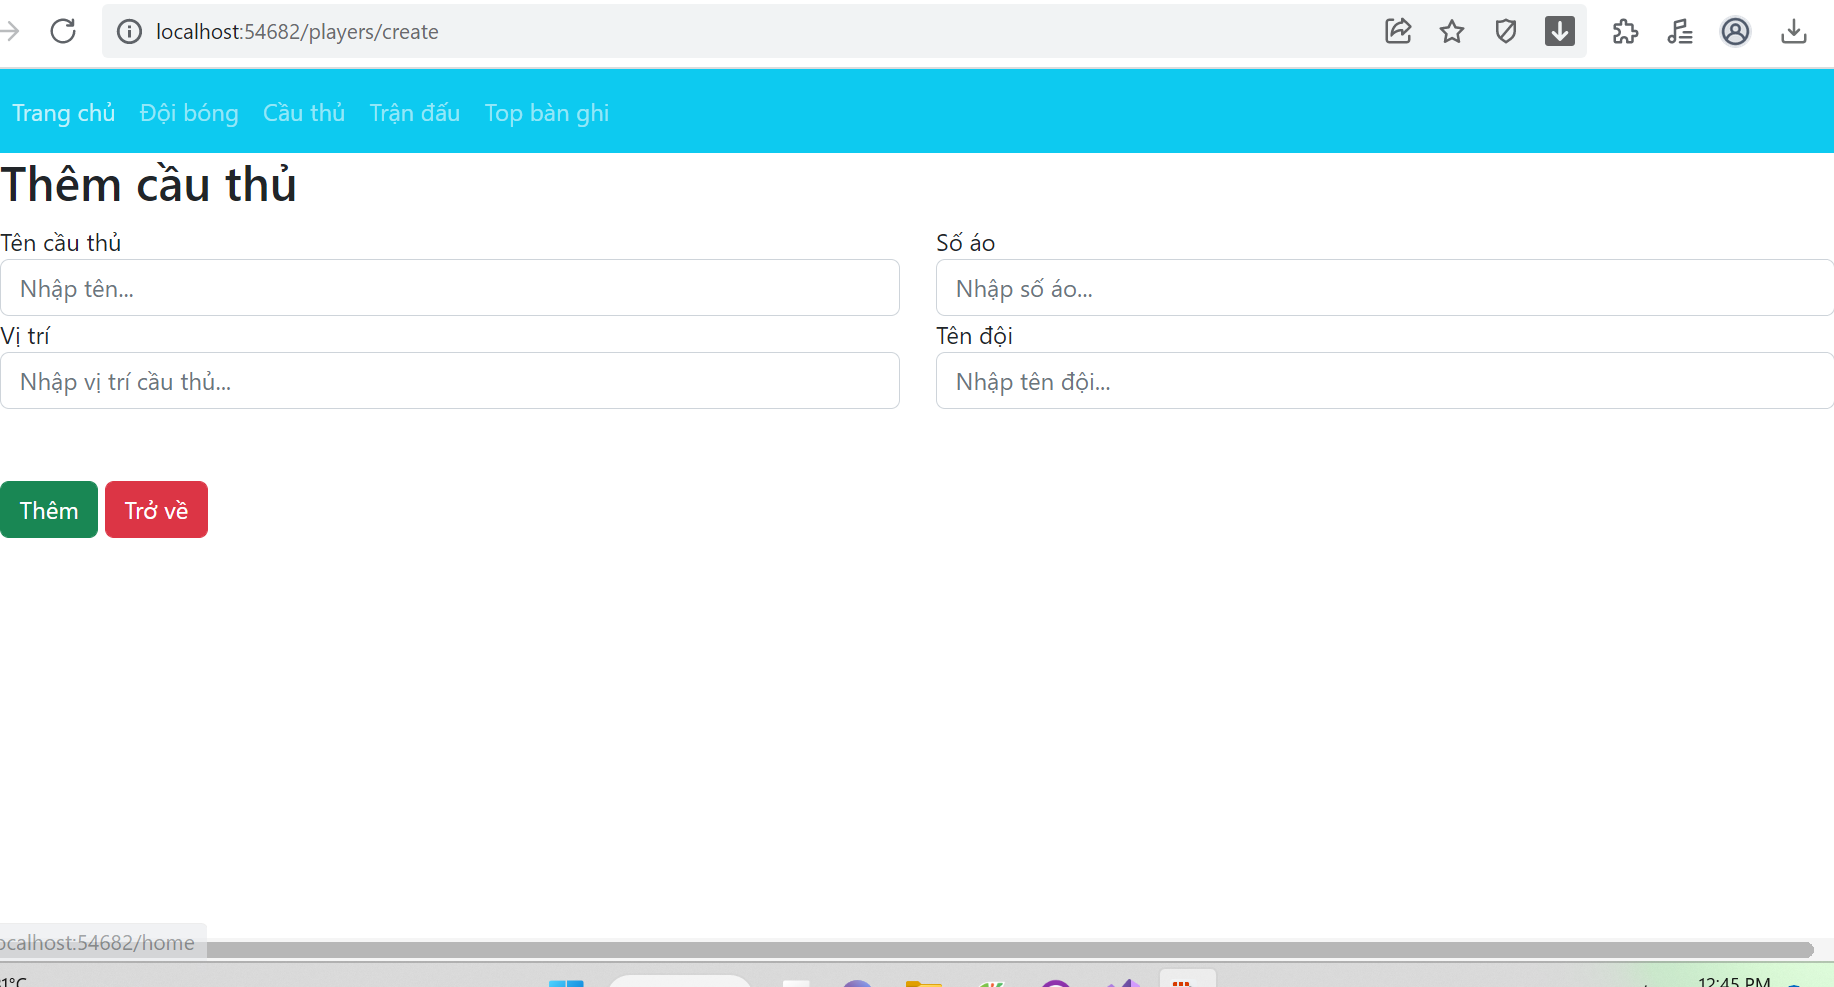 localhost:54682/players/create
Trang chủ Đội bóng Cầu thủ Trận đấu Top bàn ghi
Thêm cầu thủ
Tên cầu thủ Số áo
Nhập tên... Nhập số áo...
Vị trí Tên đội
Nhập vị trí cầu thủ... Nhập tên đội...
Thêm Trở về
ocalhost:54682/home
1°C 12:45 PM